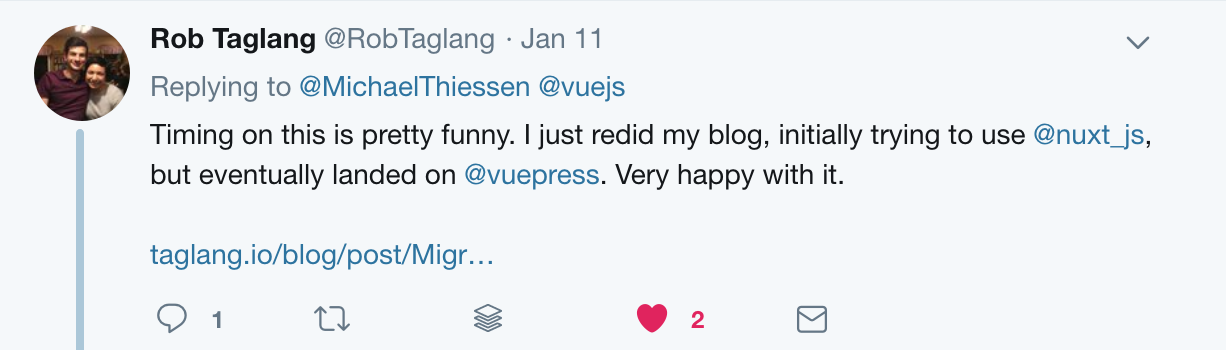 Rob Taglang @RobTaglang · Jan 11
Replying to @MichaelThiessen @vuejs
Timing on this is pretty funny. I just redid my blog, initially trying to use @nuxt_js,
but eventually landed on @vuepress. Very happy with it.
taglang.io/blog/post/Migr…
1 2